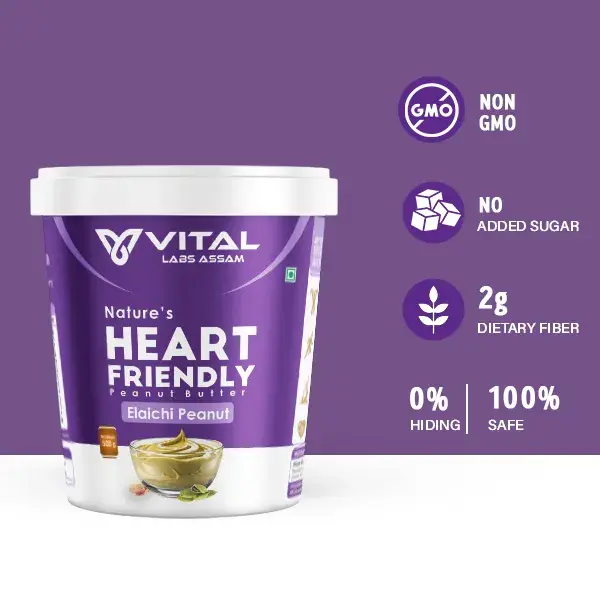 GMO
NON
GMO
NO
ADDED SUGAR
2g
DIETARY FIBER
0%
HIDING
100%
SAFE
VITAL
LABS ASSAM
Nature's
HEART
FRIENDLY
Peanut Butter
Elaichi Peanut